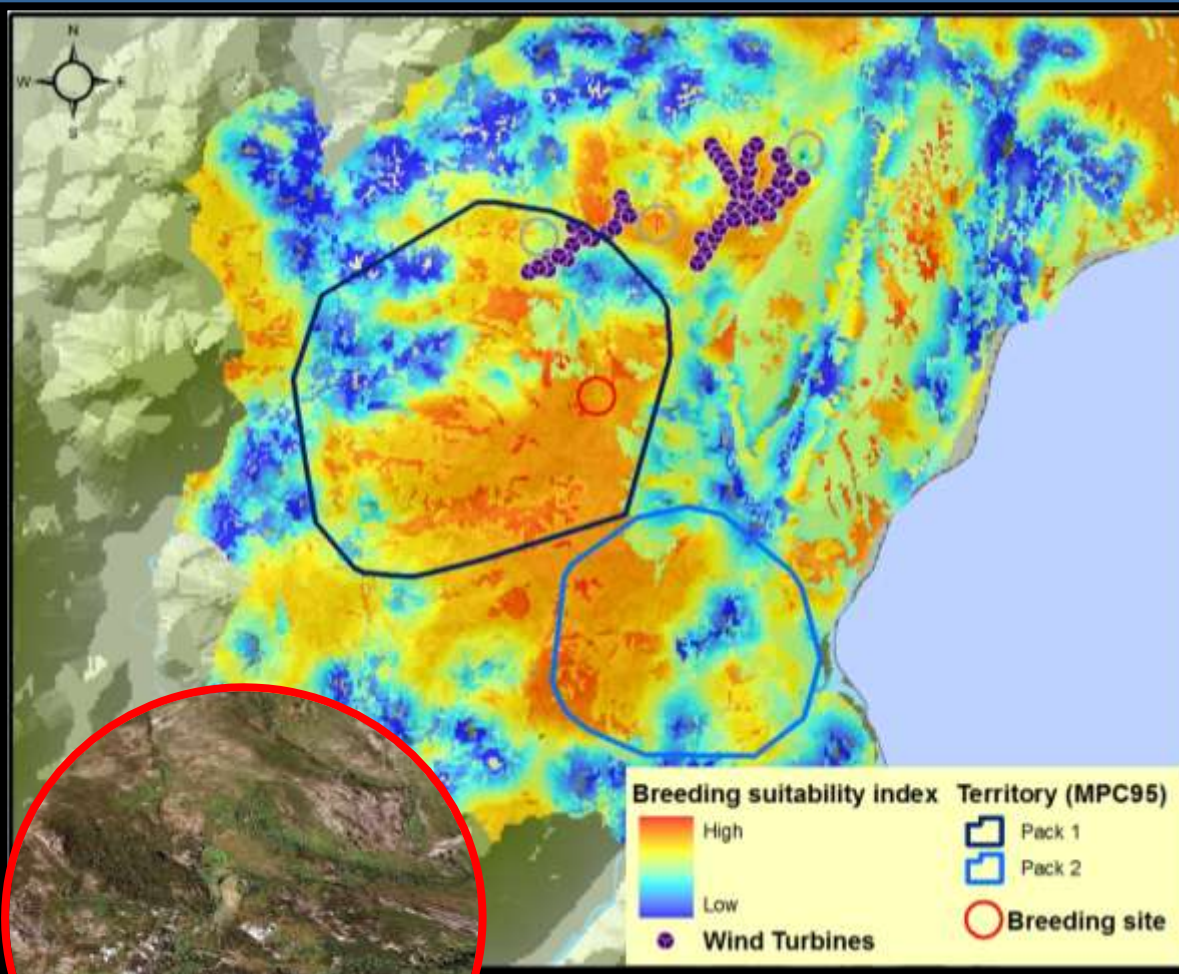 N
W E
S
Breeding suitability index
High
Low
Wind Turbines
Territory (MPC95)
Pack 1
Pack 2
Breeding site